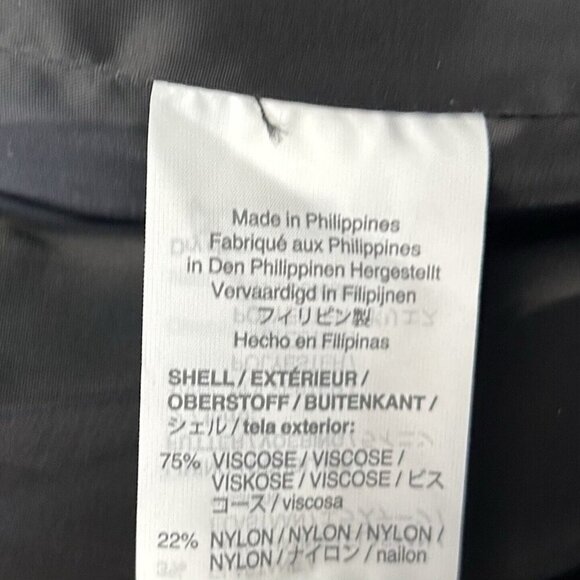 Made in Philippines
Fabriqué aux Philippines
in Den Philippinen Hergestellt
Vervaardigd in Filipijnen
フィリピン製
Hecho en Filipinas
SHELL / EXTÉRIEUR /
OBERSTOFF / BUITENKANT /
シェル / tela exterior:
75% VISCOSE / VISCOSE /
VISKOSE / VISCOSE / ビス
コース / viscosa
22% NYLON / NYLON / NYLON /
NYLON / ナイロン / nailon